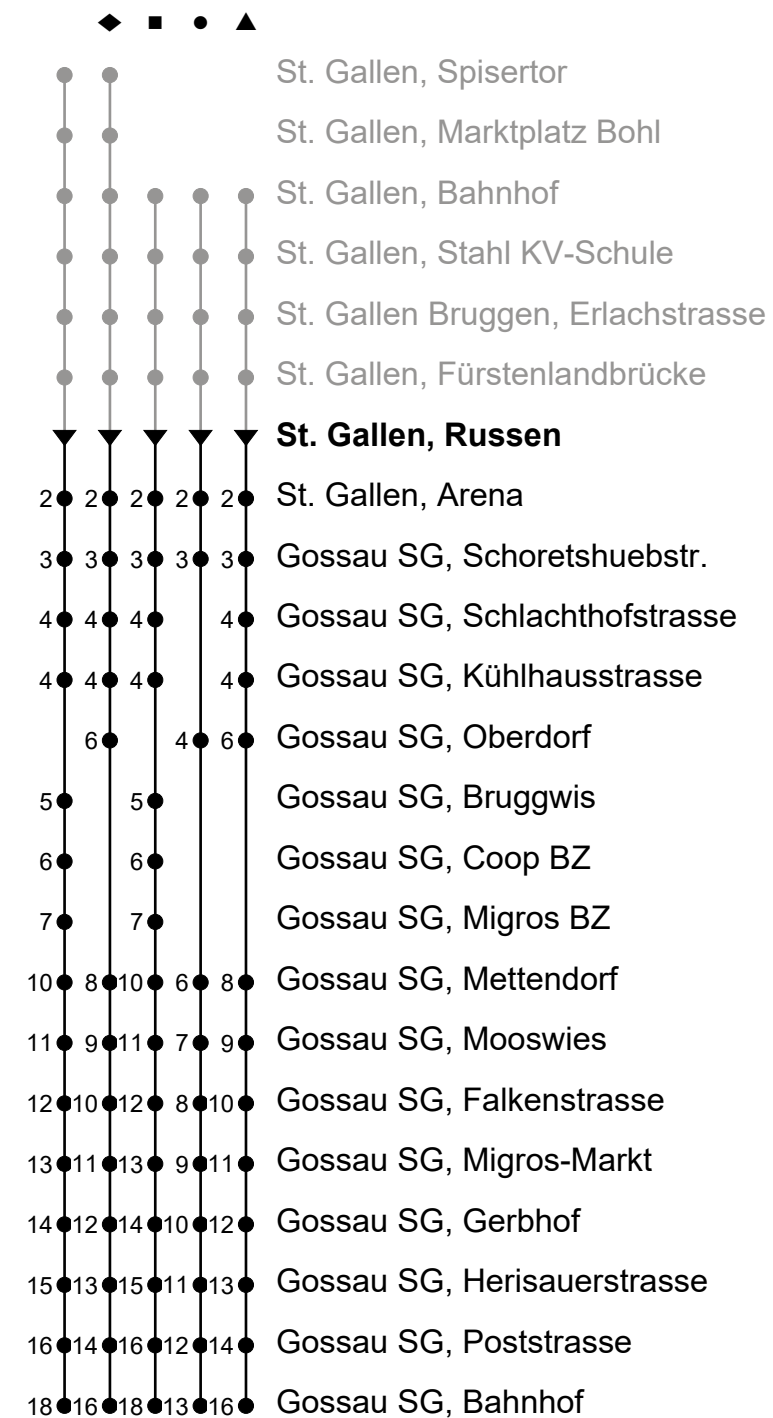 ◆ ■ ● ▲
St. Gallen, Spisertor
St. Gallen, Marktplatz Bohl
St. Gallen, Bahnhof
St. Gallen, Stahl KV-Schule
St. Gallen Bruggen, Erlachstrasse
St. Gallen, Fürstenlandbrücke
St. Gallen, Russen
2 2 2 2 2 St. Gallen, Arena
3 3 3 3 3 Gossau SG, Schoretshuebstr.
4 4 4 4 Gossau SG, Schlachthofstrasse
4 4 4 4 Gossau SG, Kühlhausstrasse
6 4 6 Gossau SG, Oberdorf
5 5 Gossau SG, Bruggwis
6 6 Gossau SG, Coop BZ
7 7 Gossau SG, Migros BZ
10 8 10 6 8 Gossau SG, Mettendorf
11 9 11 7 9 Gossau SG, Mooswies
12 10 12 8 10 Gossau SG, Falkenstrasse
13 11 13 9 11 Gossau SG, Migros-Markt
14 12 14 10 12 Gossau SG, Gerbhof
15 13 15 11 13 Gossau SG, Herisauerstrasse
16 14 16 12 14 Gossau SG, Poststrasse
18 16 18 13 16 Gossau SG, Bahnhof